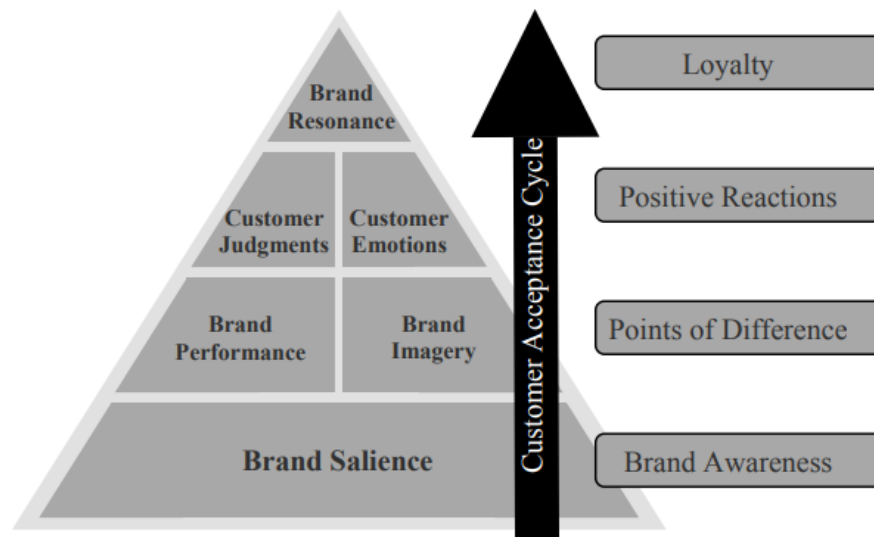 Brand
Resonance
Customer
Judgments
Customer
Emotions
Brand
Performance
Brand
Imagery
Brand Salience
Customer Acceptance Cycle
Loyalty
Positive Reactions
Points of Difference
Brand Awareness